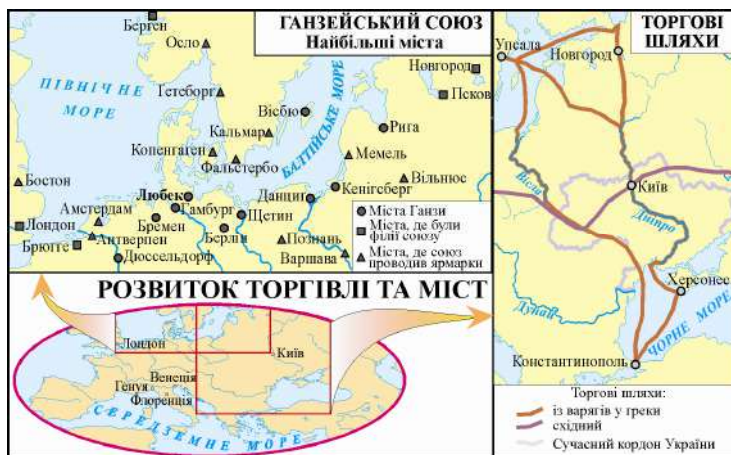 ГАНЗЕЙСЬКИЙ СОЮЗ
Найбільші міста
Берген
Осло
Новгород
ПІВНІЧНЕ
МОРЕ
Гетеборг
Псков
Вісбю
БАЛТІЙСЬКЕ МОРЕ
Кальмар
Рига
Копенгаген
Фальстербо
Мемель
Бостон
Вільнюс
Любек
Данциг
Кенігсберг
Амстердам
Гамбург
Щетин
Лондон
Бремен
Брюгге
Антверпен
Берлін
Познань
Дюссельдорф
Варшава
Міста Ганзи
Міста, де були
філії союзу
Міста, де союз
проводив ярмарки
РОЗВИТОК ТОРГІВЛІ ТА МІСТ
Лондон
Київ
Венеція
Генуя
Флоренція
СЕРЕДЗЕМНЕ МОРЕ
ТОРГОВІ
ШЛЯХИ
Упсала
Новгород
Київ
Вісла
Дніпро
Херсонес
Дунай
ЧОРНЕ МОРЕ
Константинополь
Торгові шляхи:
із варягів у греки
східний
Сучасний кордон України